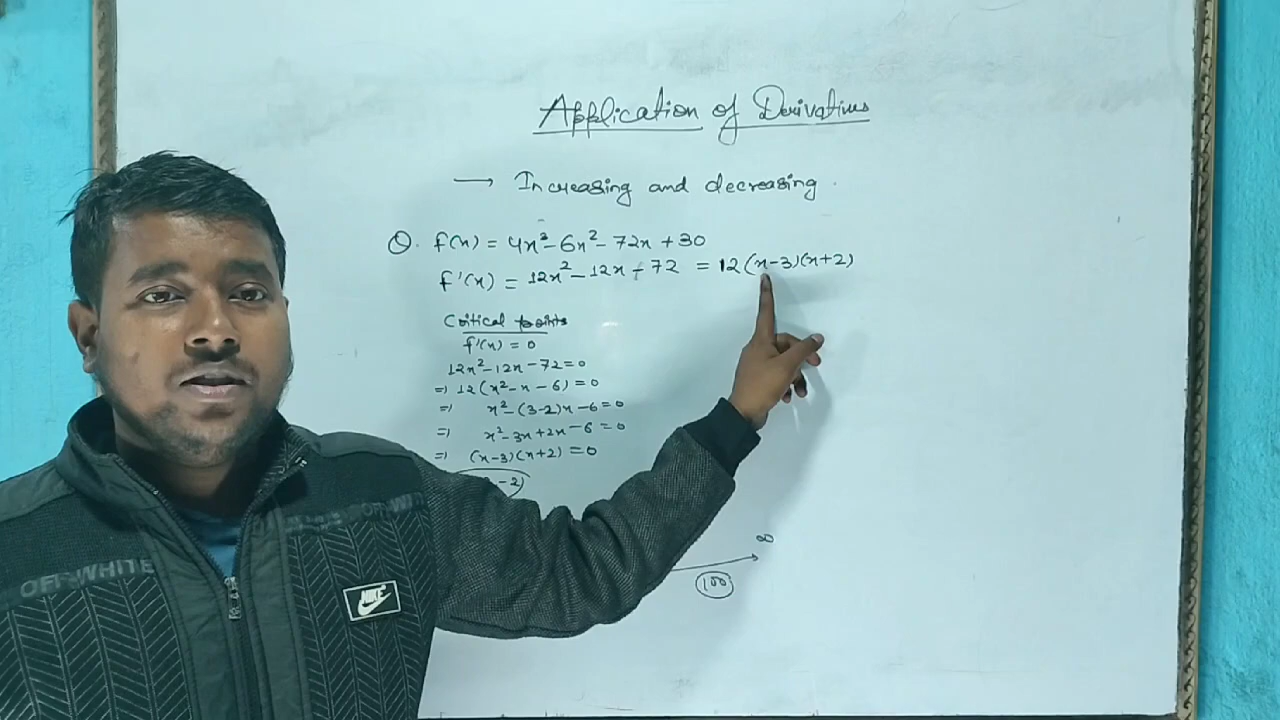 Application of Derivatives
→ Increasing and decreasing.
Q. f(x) = 4x³ - 6x² - 72x + 30
f'(x) = 12x² - 12x - 72 = 12(x-3)(x+2)
Critical points
f'(x) = 0
12x² - 12x - 72 = 0
⇒ 12(x² - x - 6) = 0
⇒ x² - (3-2)x - 6 = 0
⇒ x² - 3x + 2x - 6 = 0
⇒ (x-3)(x+2) = 0
-2)
∞
100
OFF-WHITE
NIKE